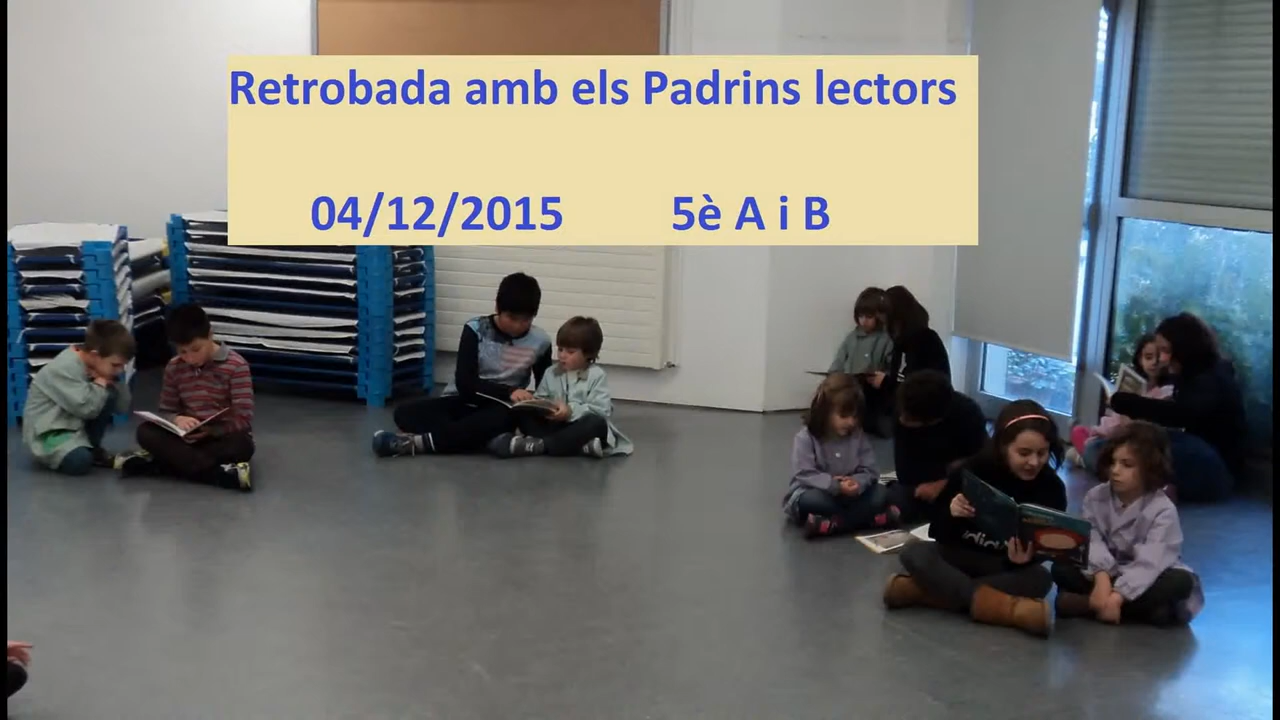 Retrobada amb els Padrins lectors
04/12/2015 5è A i B